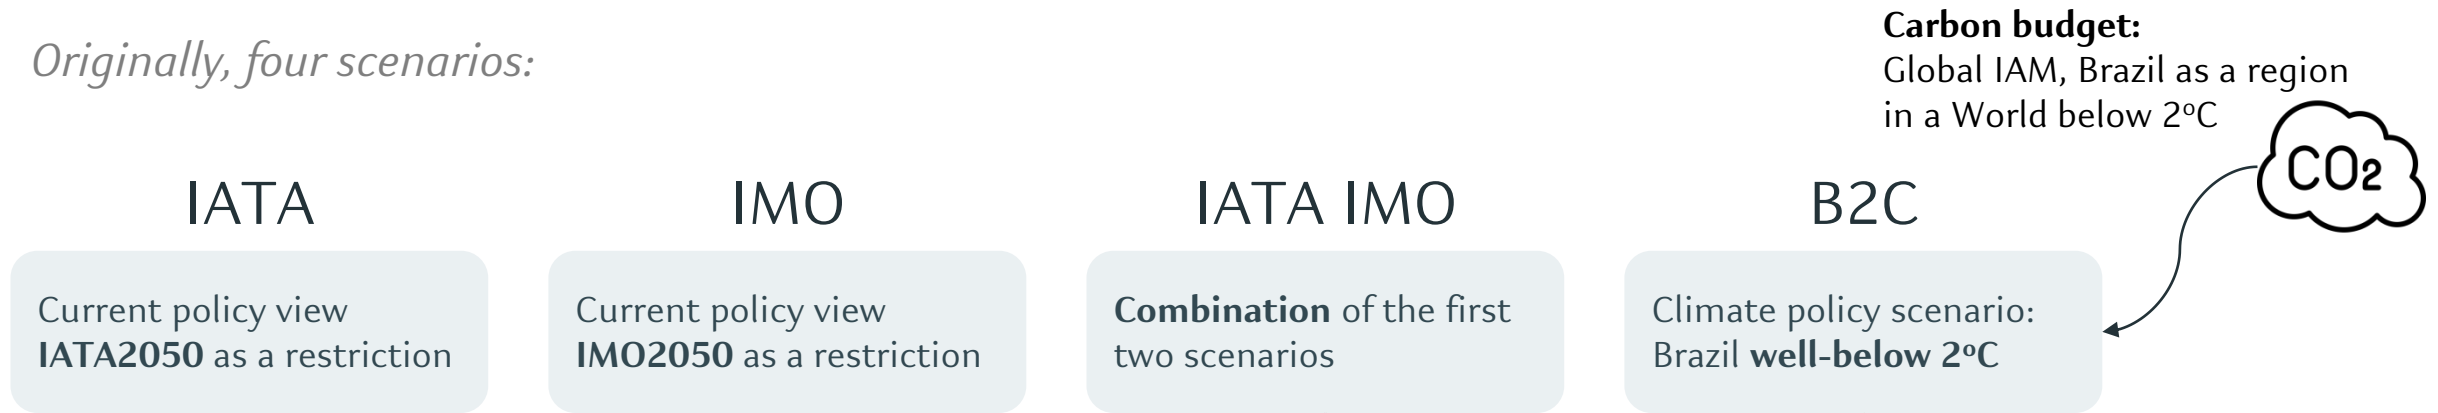 Originally, four scenarios:
Carbon budget:
Global IAM, Brazil as a region
in a World below 2ºC
CO₂
IATA
Current policy view
IATA2050 as a restriction
IMO
Current policy view
IMO2050 as a restriction
IATA IMO
Combination of the first
two scenarios
B2C
Climate policy scenario:
Brazil well-below 2ºC